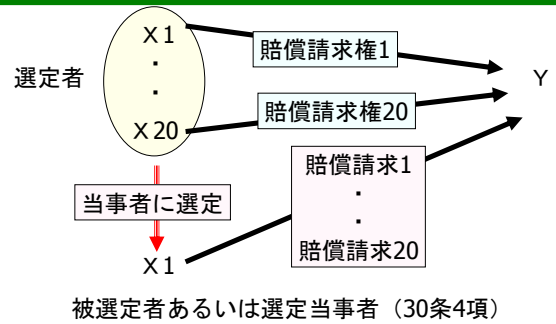 X1
・
・
X20
選定者
賠償請求権1
賠償請求権20
Y
当事者に選定
X1
賠償請求1
・
・
賠償請求20
被選定者あるいは選定当事者（30条4項）